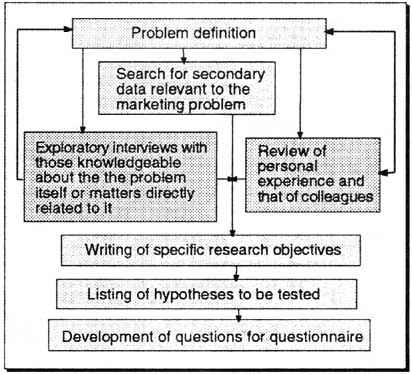 Problem definition
Search for secondary
data relevant to the
marketing problem
Exploratory interviews with
those knowledgeable
about the the problem
itself or matters directly
related to it
Review of
personal
experience and
that of colleagues
Writing of specific research objectives
Listing of hypotheses to be tested
Development of questions for questionnaire